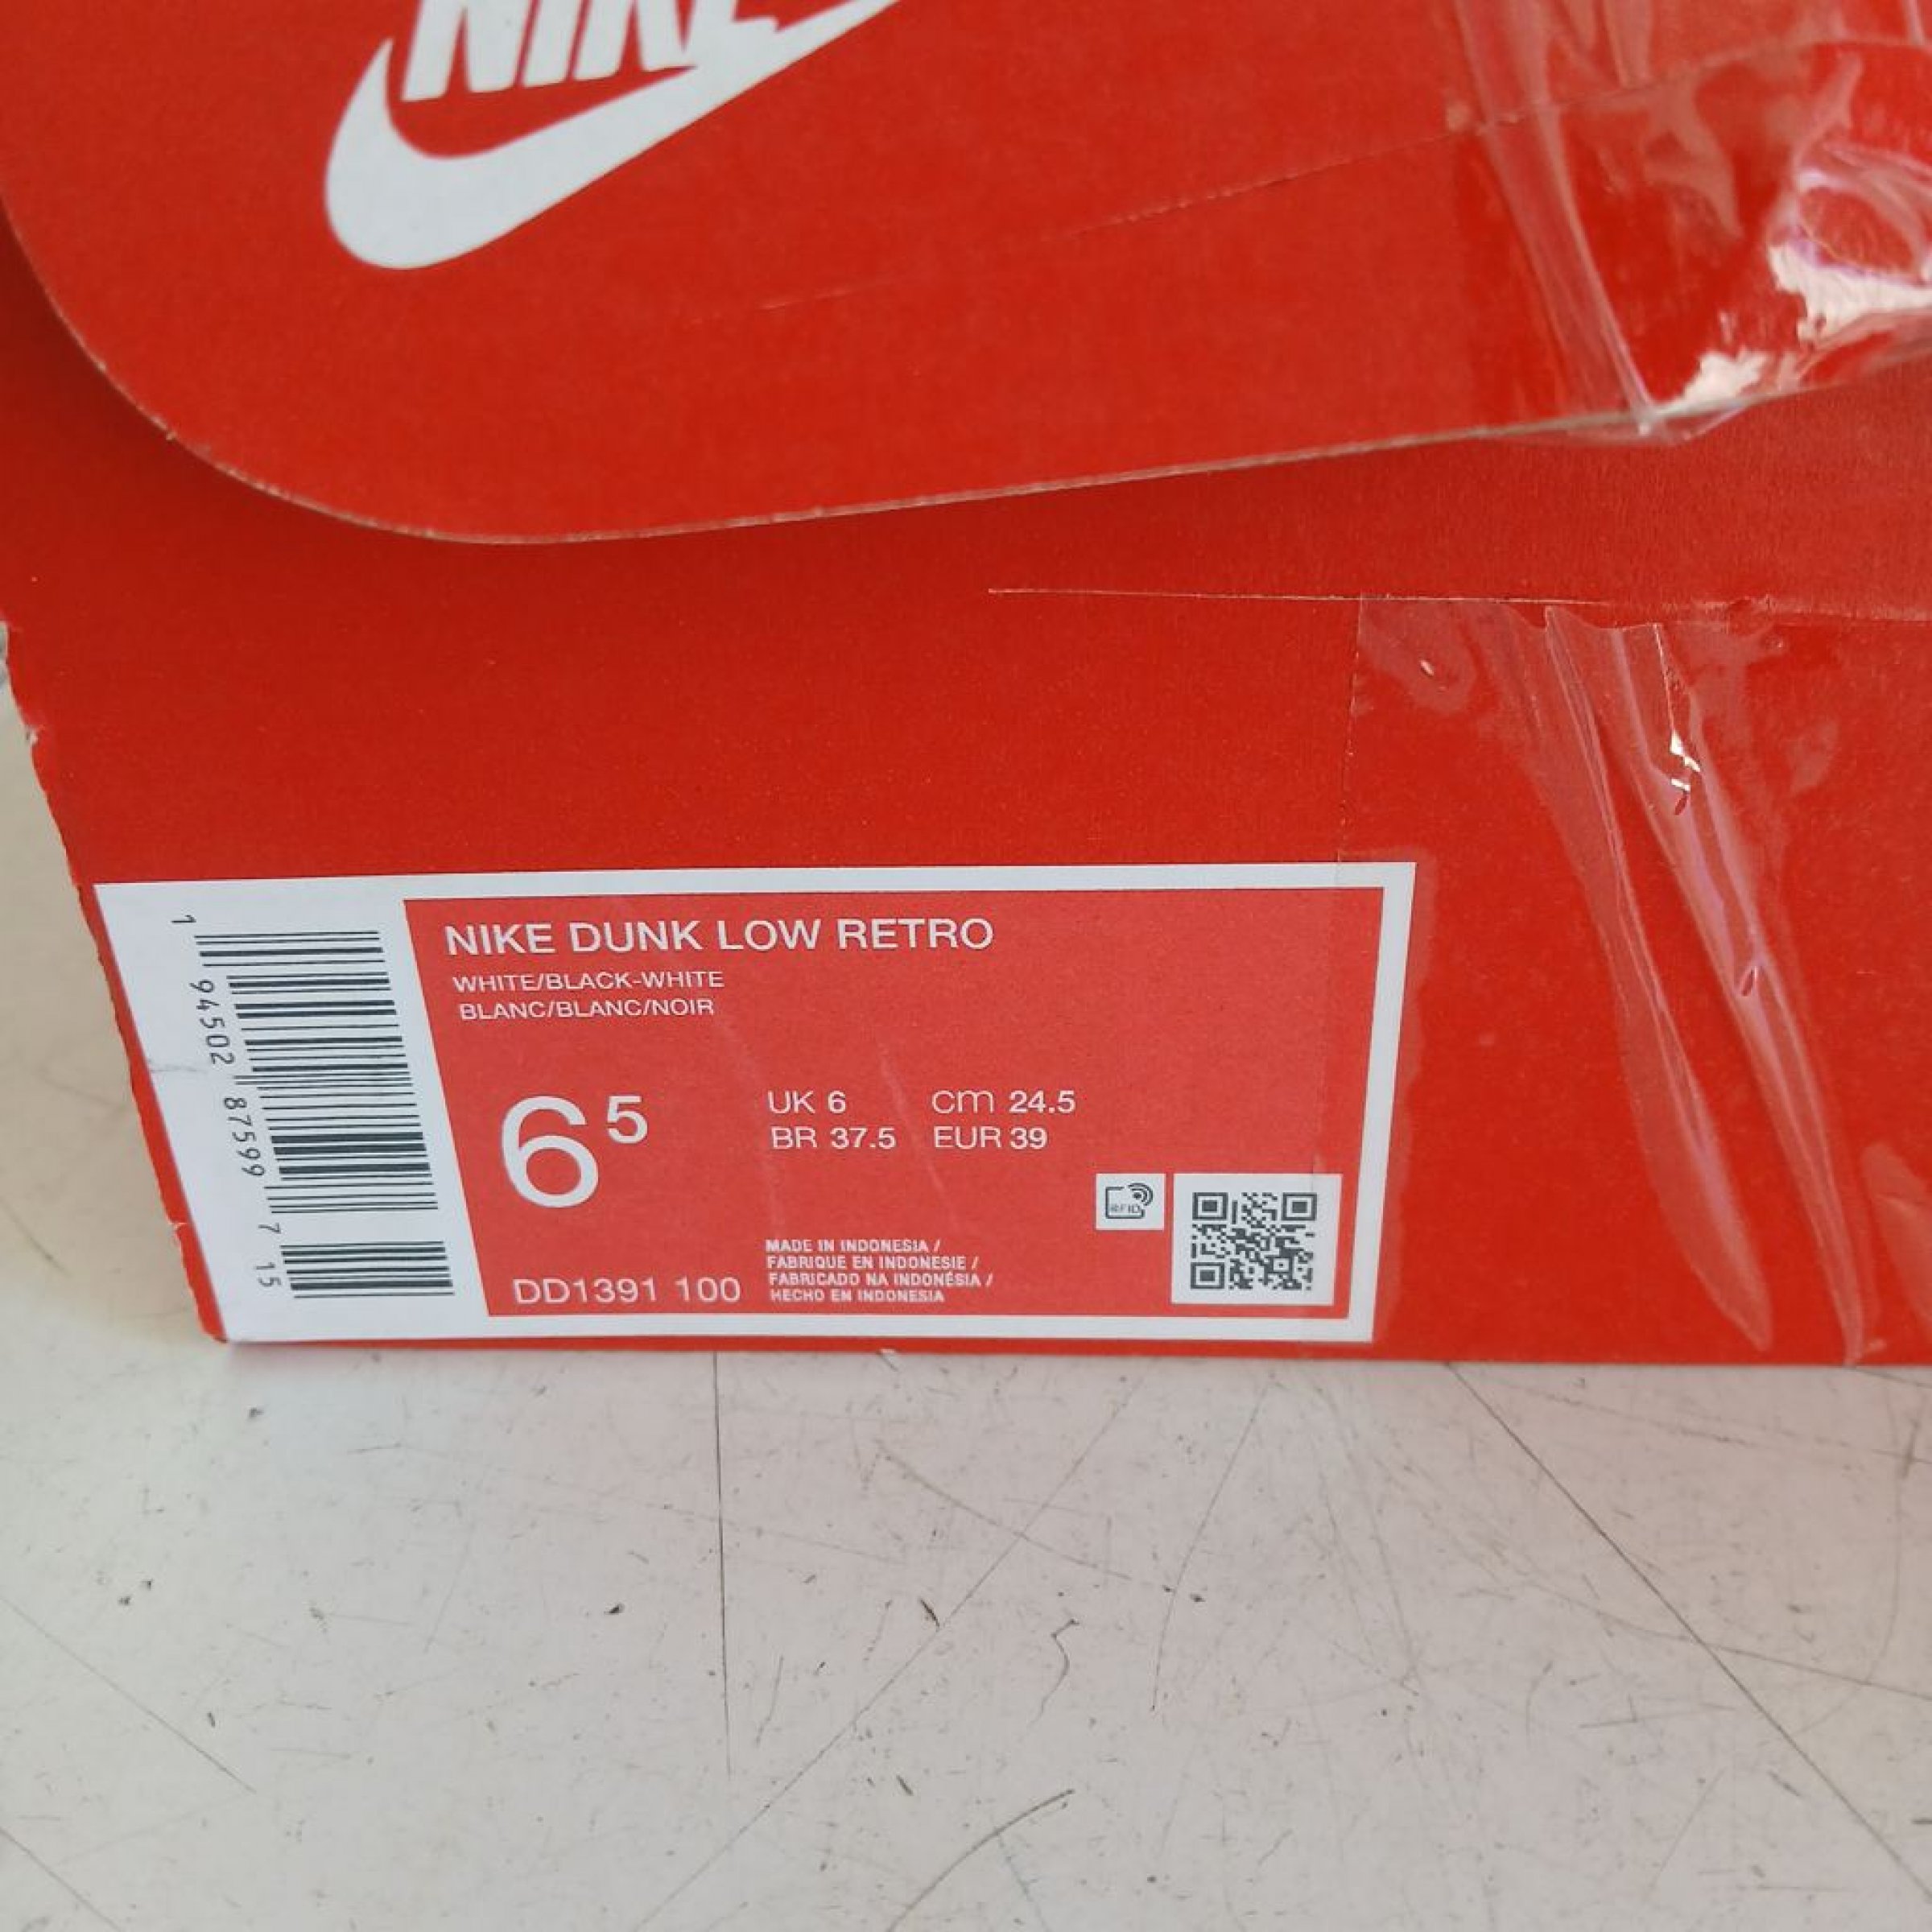 NIKE
NIKE DUNK LOW RETRO
WHITE/BLACK-WHITE
BLANC/BLANC/NOIR
6 5
UK 6 cm 24.5
BR 37.5 EUR 39
RFID
MADE IN INDONESIA /
FABRIQUE EN INDONESIE /
FABRICADO NA INDONÉSIA /
HECHO EN INDONESIA
DD1391 100
1 94502 87599 7 15